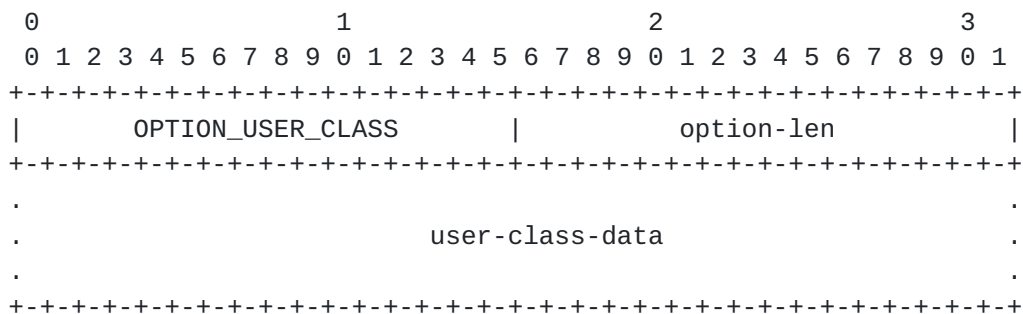 0                   1                   2                   3
 0 1 2 3 4 5 6 7 8 9 0 1 2 3 4 5 6 7 8 9 0 1 2 3 4 5 6 7 8 9 0 1
+-+-+-+-+-+-+-+-+-+-+-+-+-+-+-+-+-+-+-+-+-+-+-+-+-+-+-+-+-+-+-+-+
|       OPTION_USER_CLASS       |          option-len           |
+-+-+-+-+-+-+-+-+-+-+-+-+-+-+-+-+-+-+-+-+-+-+-+-+-+-+-+-+-+-+-+-+
.                                                               .
.                          user-class-data                      .
.                                                               .
+-+-+-+-+-+-+-+-+-+-+-+-+-+-+-+-+-+-+-+-+-+-+-+-+-+-+-+-+-+-+-+-+